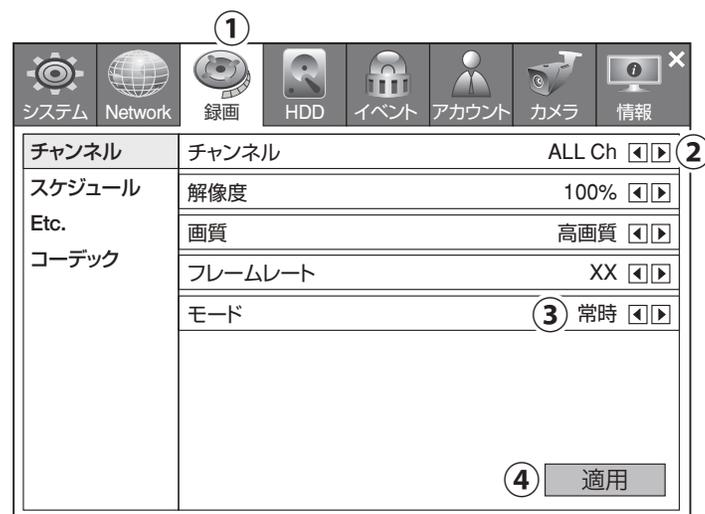 ①
システム Network 録画 HDD イベント アカウント カメラ 情報 ×
チャンネル
スケジュール
Etc.
コーデック
チャンネル ALL Ch ②
解像度 100%
画質 高画質
フレームレート XX
モード ③ 常時
④ 適用